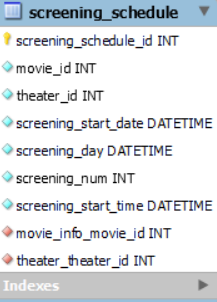 screening_schedule
screening_schedule_id INT
movie_id INT
theater_id INT
screening_start_date DATETIME
screening_day DATETIME
screening_num INT
screening_start_time DATETIME
movie_info_movie_id INT
theater_theater_id INT
Indexes